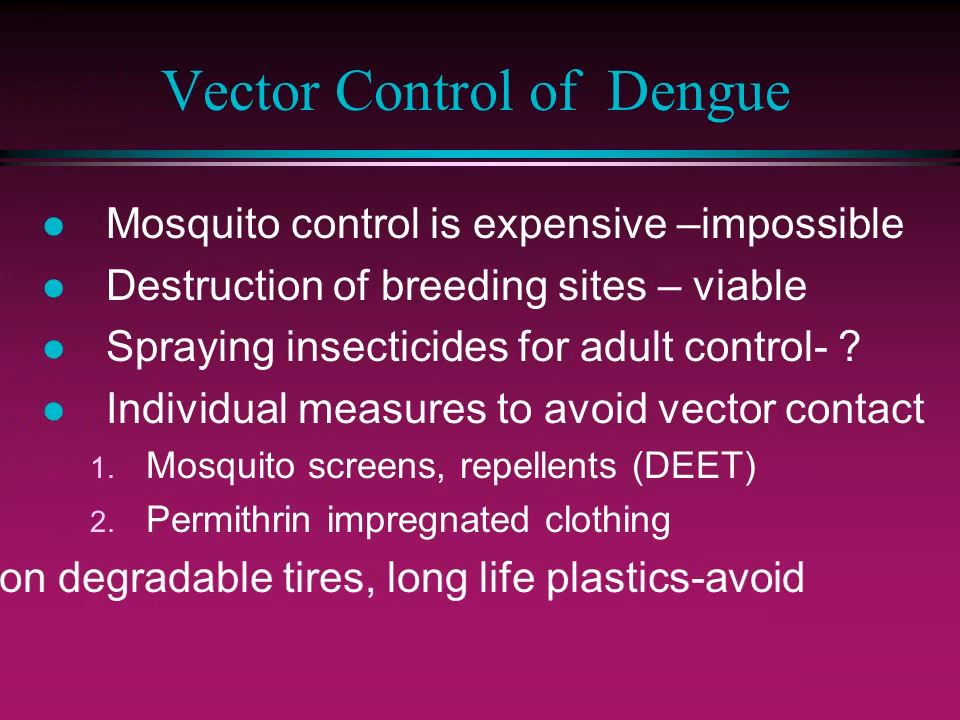 Vector Control of Dengue
Mosquito control is expensive –impossible
Destruction of breeding sites – viable
Spraying insecticides for adult control- ?
Individual measures to avoid vector contact
1. Mosquito screens, repellents (DEET)
2. Permithrin impregnated clothing
on degradable tires, long life plastics-avoid